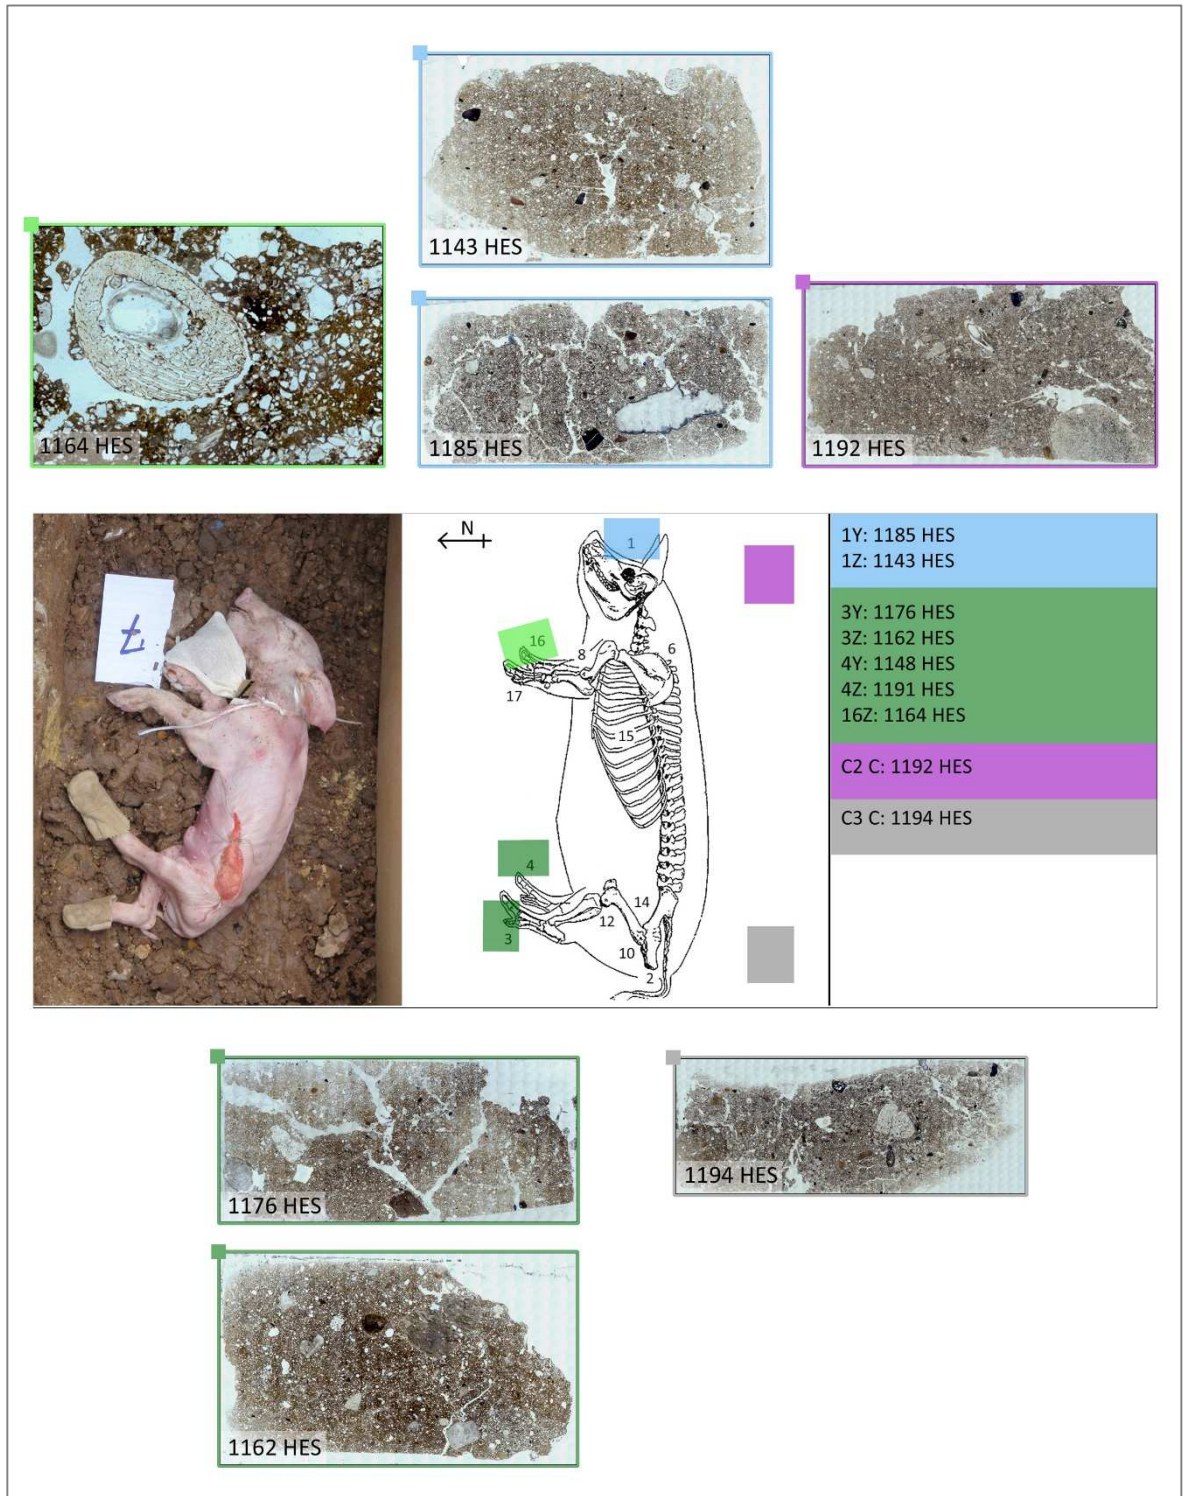 1143 HES
1164 HES
1185 HES
1192 HES
7
N
1
16
8
6
17
15
4
3
12
14
10
2
1Y: 1185 HES
1Z: 1143 HES
3Y: 1176 HES
3Z: 1162 HES
4Y: 1148 HES
4Z: 1191 HES
16Z: 1164 HES
C2 C: 1192 HES
C3 C: 1194 HES
1176 HES
1194 HES
1162 HES